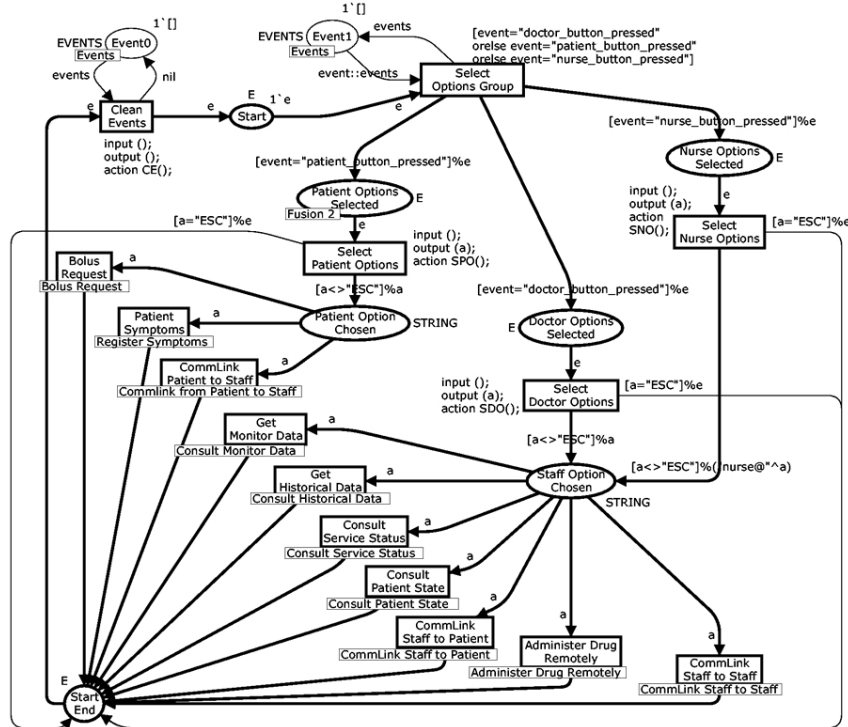 1`[]
EVENTS
Event0
Events
events
nil
e
Clean
Events
input ();
output ();
action CE();
e
E
Start
1`e
e
1`[]
EVENTS
Event1
Events
events
event::events
Select
Options Group
[event="doctor_button_pressed"
orelse event="patient_button_pressed"
orelse event="nurse_button_pressed"]
[event="patient_button_pressed"]%e
Patient Options
Selected
Fusion 2
E
e
Select
Patient Options
input ();
output (a);
action SPO();
[a="ESC"]%e
[a<>"ESC"]%a
Patient Option
Chosen
STRING
[event="nurse_button_pressed"]%e
Nurse Options
Selected
E
e
input ();
output (a);
action
SNO();
Select
Nurse Options
[a="ESC"]%e
[event="doctor_button_pressed"]%e
E
Doctor Options
Selected
e
input ();
output (a);
action SDO();
Select
Doctor Options
[a="ESC"]%e
[a<>"ESC"]%a
[a<>"ESC"]%("nurse@"^a)
Staff Option
Chosen
STRING
a
Bolus
Request
Bolus Request
a
Patient
Symptoms
Register Symptoms
a
CommLink
Patient to Staff
Commlink from Patient to Staff
a
Get
Monitor Data
Consult Monitor Data
a
Get
Historical Data
Consult Historical Data
a
Consult
Service Status
Consult Service Status
a
Consult
Patient State
Consult Patient State
a
CommLink
Staff to Patient
CommLink Staff to Patient
a
Administer Drug
Remotely
Administer Drug Remotely
a
CommLink
Staff to Staff
CommLink Staff to Staff
E
Start
End